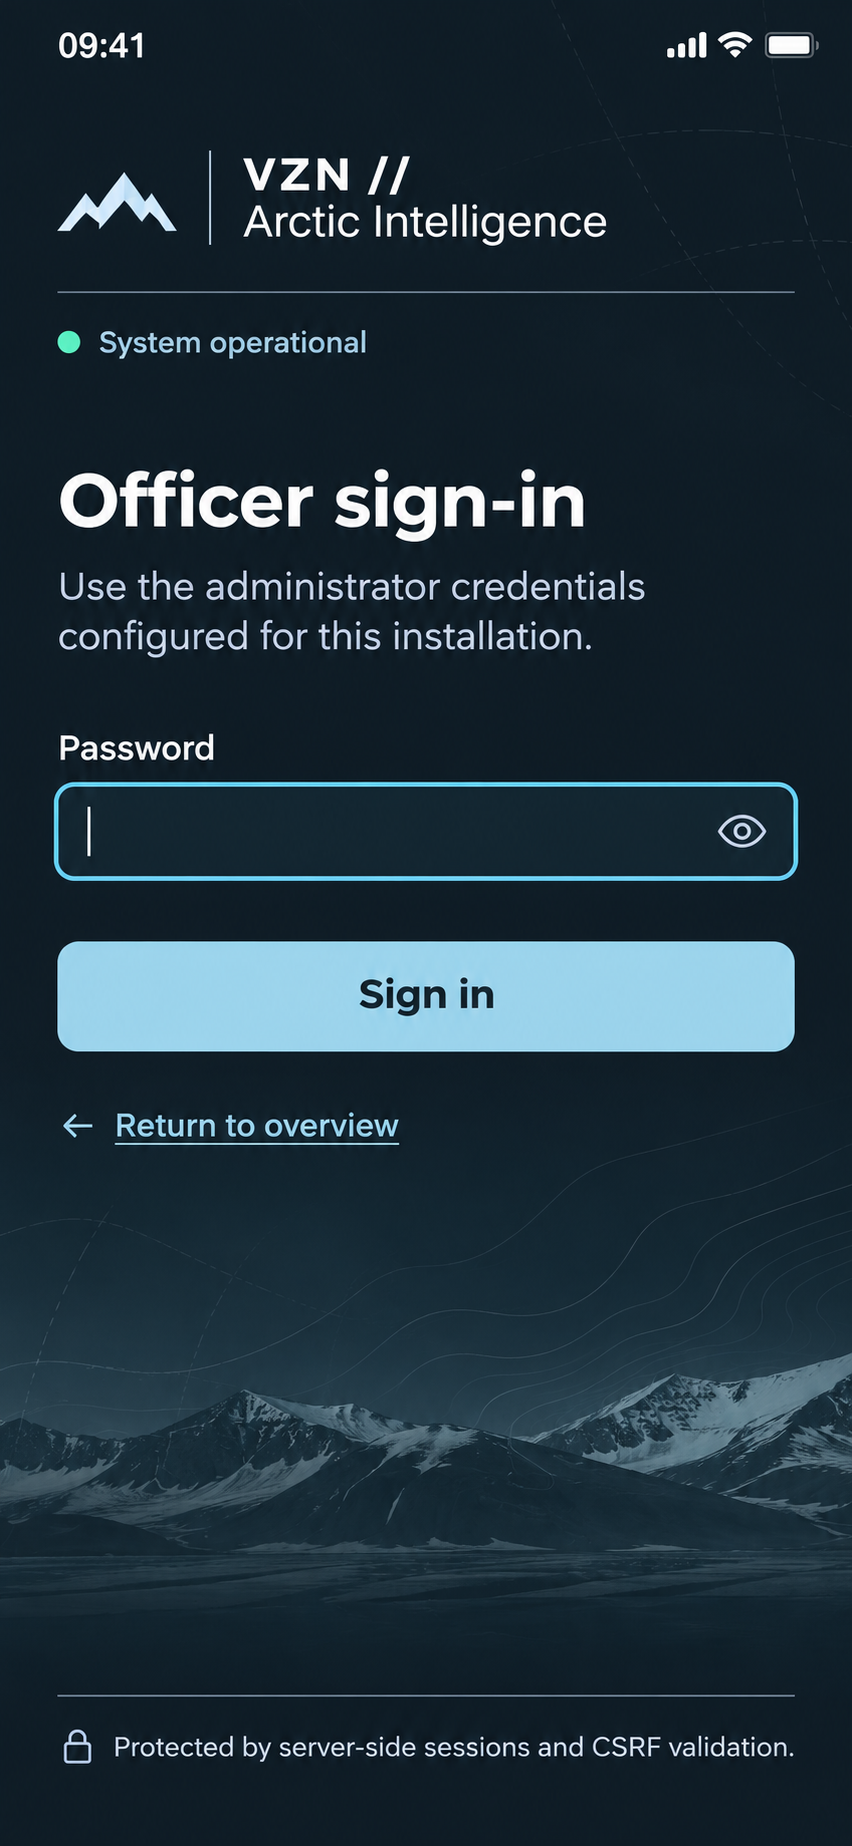 09:41
VZN //
Arctic Intelligence
System operational
Officer sign-in
Use the administrator credentials
configured for this installation.
Password
Sign in
← Return to overview
Protected by server-side sessions and CSRF validation.